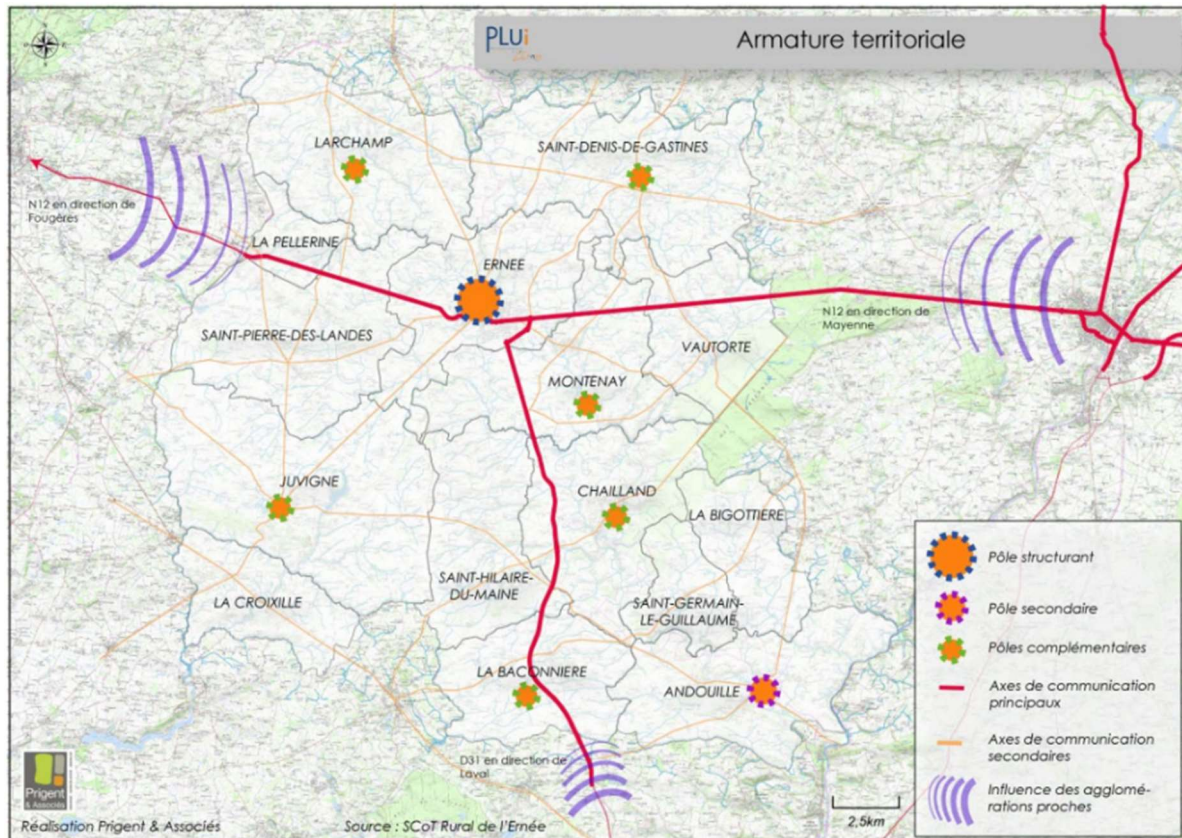 PLUi
Armature territoriale
LARCHAMP
SAINT-DENIS-DE-GASTINES
N12 en direction de
Fougères
LA PELLERINE
ERNEE
N12 en direction de
Mayenne
SAINT-PIERRE-DES-LANDES
VAUTORTE
MONTENAY
JUVIGNE
CHAILLAND
LA BIGOTTIERE
SAINT-HILAIRE-
DU-MAINE
LA CROIXILLE
SAINT-GERMAIN-
LE-GUILLAUME
LA BACONNIERE
ANDOUILLE
D31 en direction de
Laval
Pôle structurant
Pôle secondaire
Pôles complémentaires
Axes de communication
principaux
Axes de communication
secondaires
Influence des agglomé-
rations proches
2,5km
Prigent
& Associés
Réalisation Prigent & Associés
Source : SCoT Rural de l'Ernée